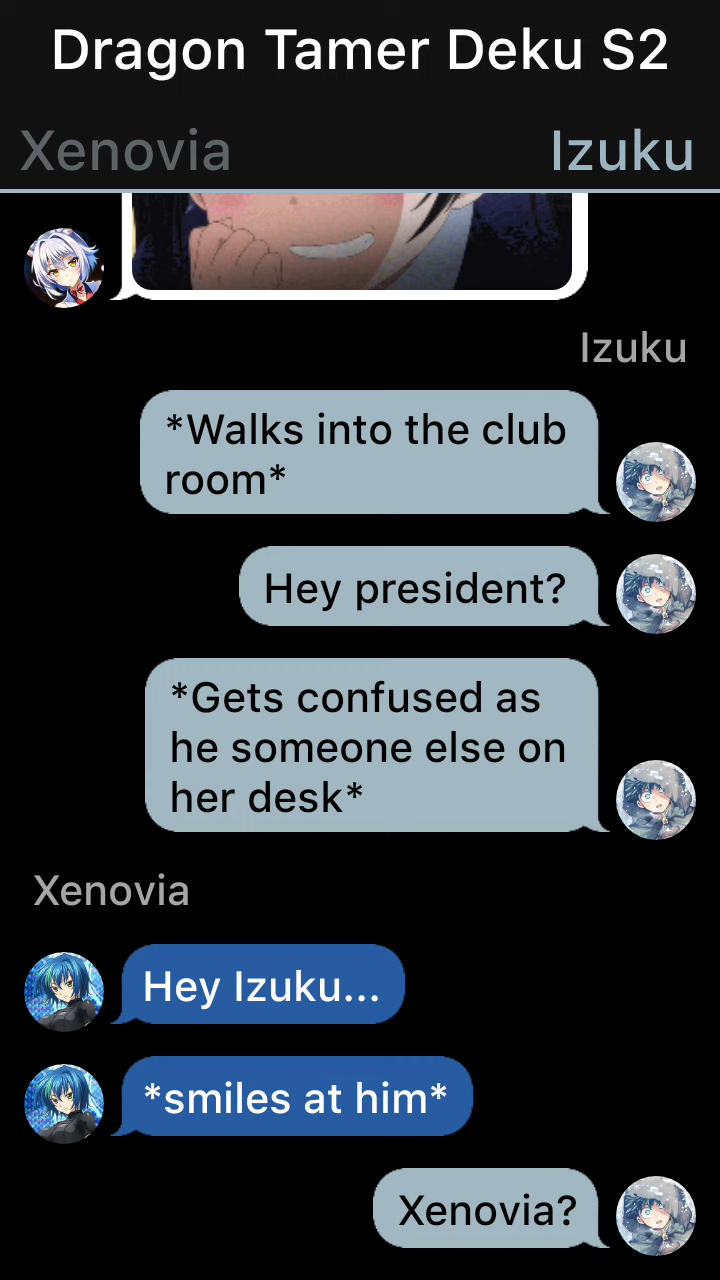 Dragon Tamer Deku S2
Xenovia
Izuku
Izuku
*Walks into the club
room*
Hey president?
*Gets confused as
he someone else on
her desk*
Xenovia
Hey Izuku...
*smiles at him*
Xenovia?